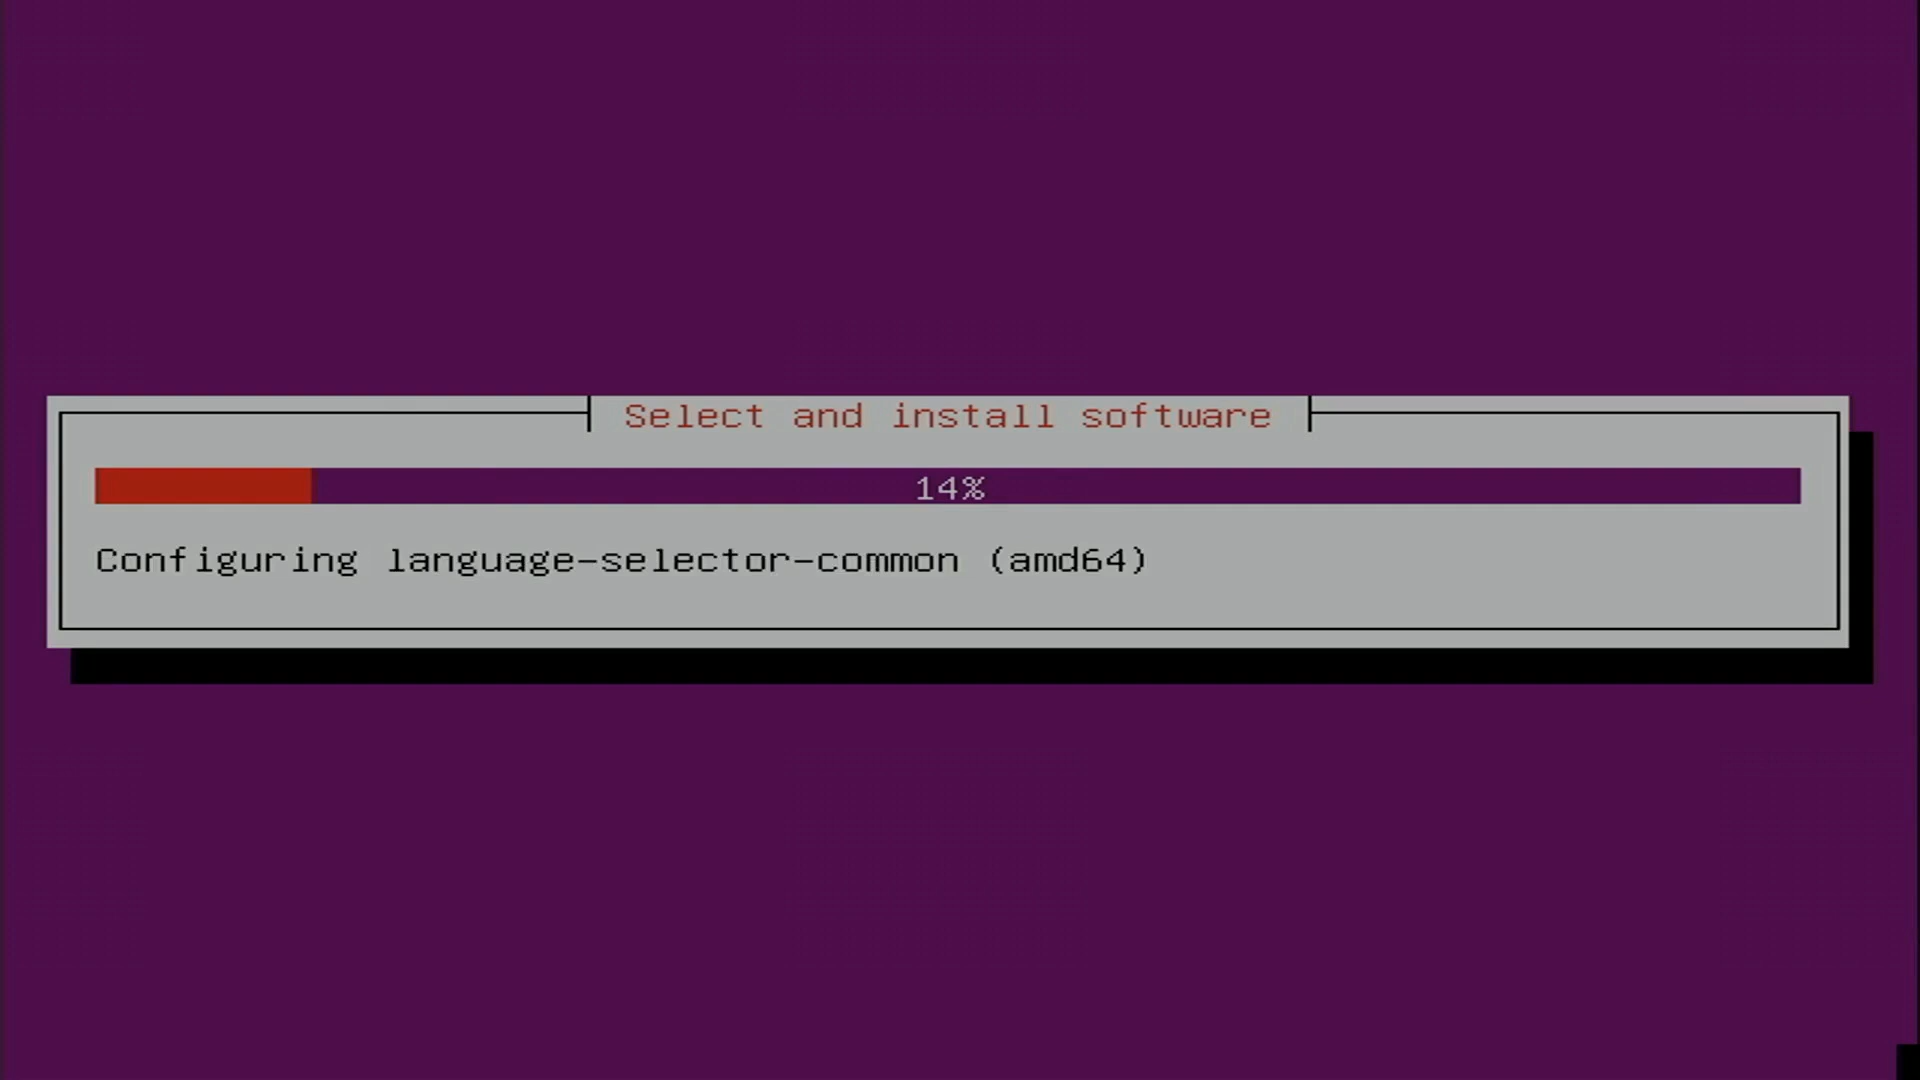 Select and install software
14%
Configuring language-selector-common (amd64)